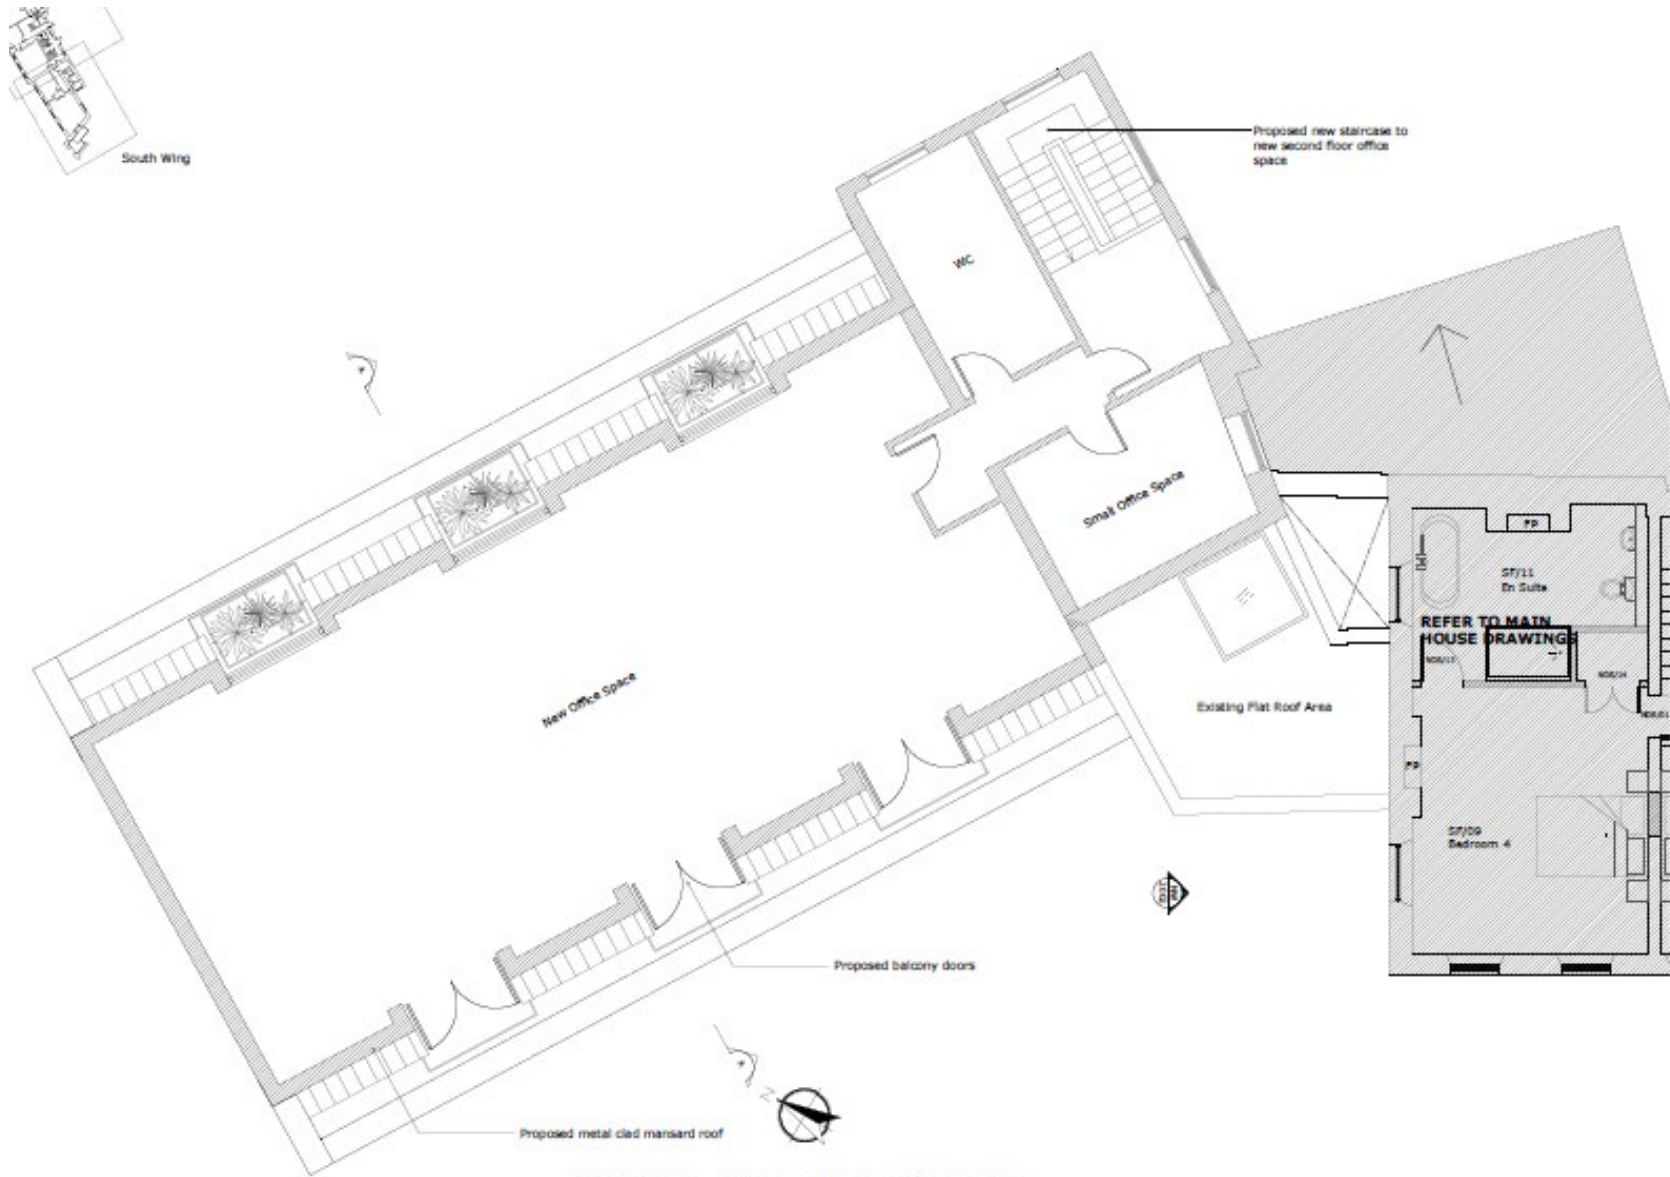 South Wing
Proposed new staircase to
new second floor office
space
WC
Small Office Space
New Office Space
Existing Flat Roof Area
FP
SF/11
En Suite
REFER TO MAIN
HOUSE DRAWINGS
FP
SF/09
Bedroom 4
Proposed balcony doors
N
Proposed metal clad mansard roof